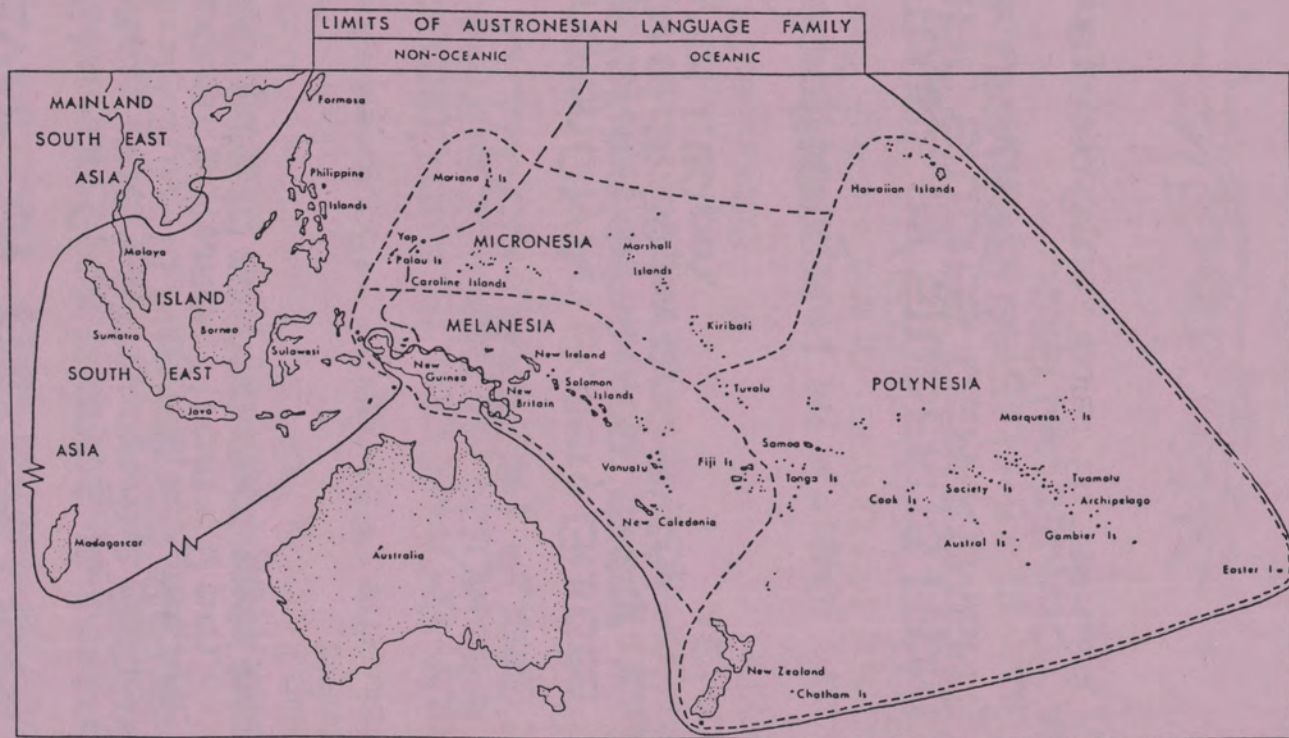 LIMITS OF AUSTRONESIAN LANGUAGE FAMILY
NON-OCEANIC
OCEANIC
MAINLAND
SOUTH EAST
ASIA
Formosa
Philippine
Islands
Mariana Is
Hawaiian Islands
Yap
Palau Is
MICRONESIA
Caroline Islands
Marshall
Islands
Malaya
ISLAND
Borneo
Sumatra
Sulawesi
SOUTH EAST
Java
ASIA
Madagascar
MELANESIA
Kiribati
New
Guinea
New Ireland
New
Britain
Solomon
Islands
Tuvalu
POLYNESIA
Marquesas Is
Samoa
Vanuatu
Fiji Is
Tonga Is
New Caledonia
Cook Is
Society Is
Tuamotu
Archipelago
Austral Is
Gambier Is
Easter I
Australia
New Zealand
Chatham Is